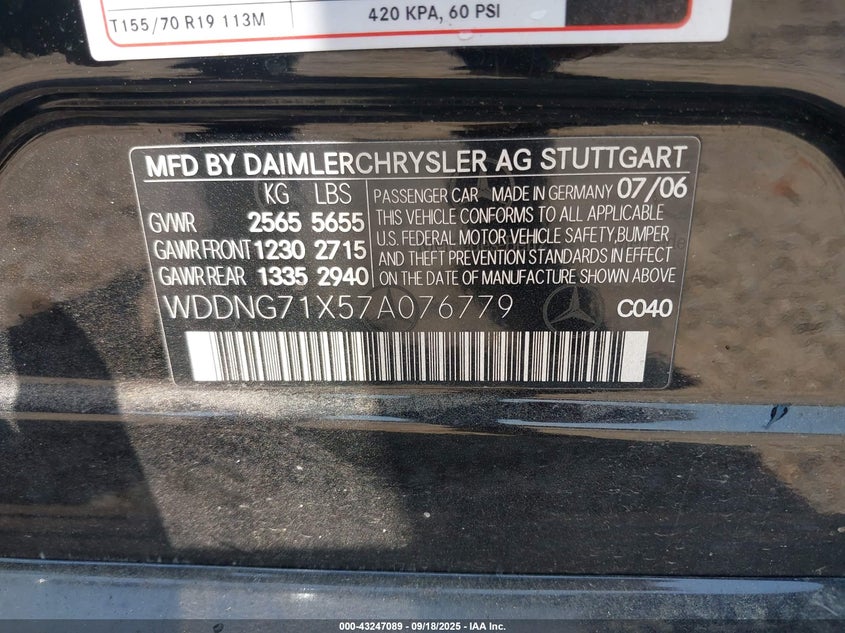 T155/70 R19 113M
420 KPA, 60 PSI
MFD BY DAIMLERCHRYSLER AG STUTTGART
KG LBS
GVWR 2565 5655
GAWR FRONT 1230 2715
GAWR REAR 1335 2940
PASSENGER CAR MADE IN GERMANY 07/06
THIS VEHICLE CONFORMS TO ALL APPLICABLE
U.S. FEDERAL MOTOR VEHICLE SAFETY,BUMPER
AND THEFT PREVENTION STANDARDS IN EFFECT
ON THE DATE OF MANUFACTURE SHOWN ABOVE
WDDNG71X57A076779
C040
000-43247089 - 09/18/2025 - IAA Inc.